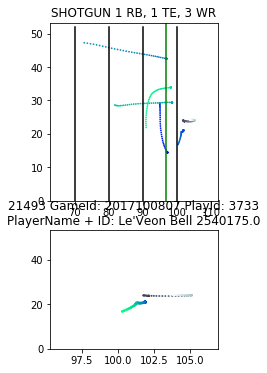 SHOTGUN 1 RB, 1 TE, 3 WR
50
40
30
20
10
0
70 80 90 100 110
21493 GameId: 2017100807 PlayId: 3733
PlayerName + ID: Le'Veon Bell 2540175.0
40
20
0
97.5 100.0 102.5 105.0